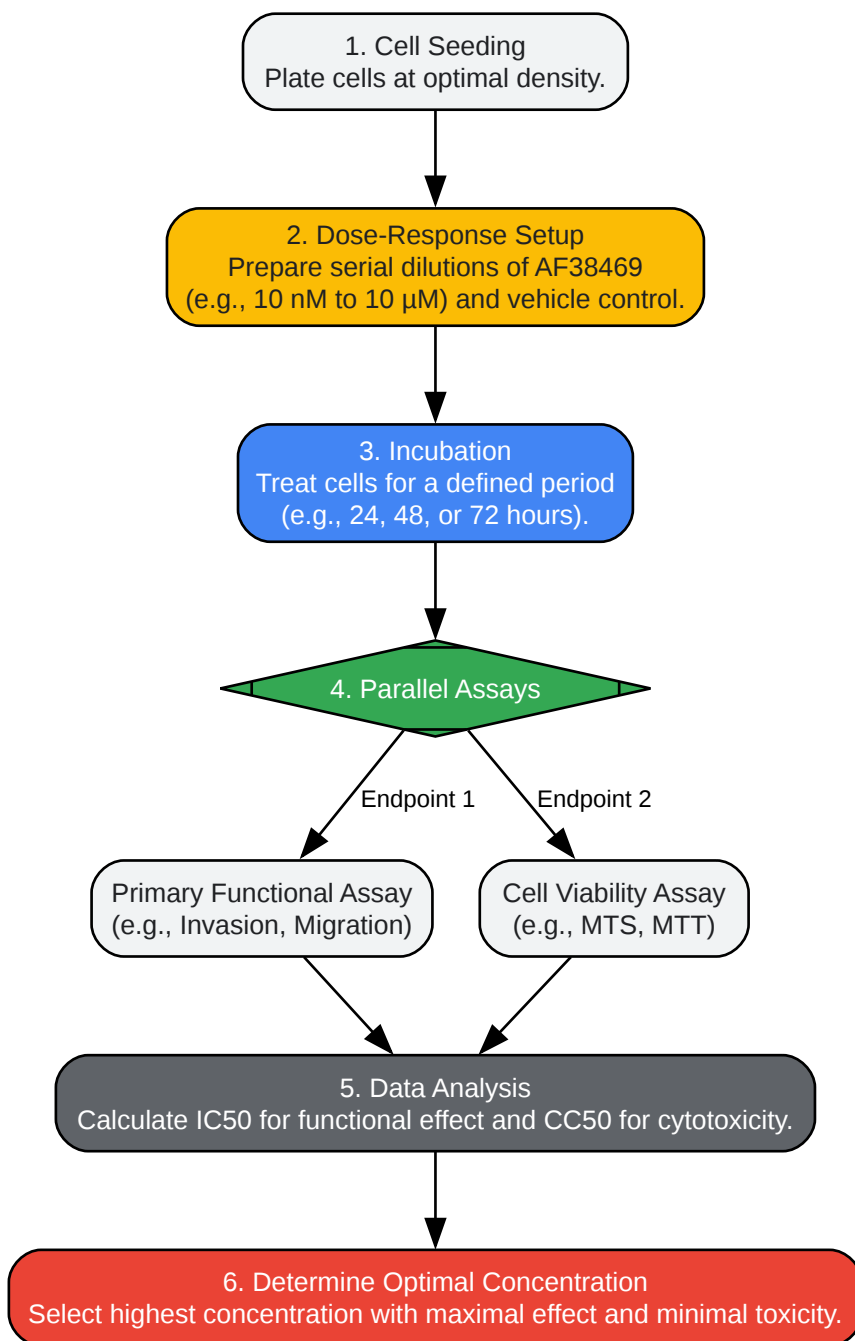 1. Cell Seeding
Plate cells at optimal density.
2. Dose-Response Setup
Prepare serial dilutions of AF38469
(e.g., 10 nM to 10 µM) and vehicle control.
3. Incubation
Treat cells for a defined period
(e.g., 24, 48, or 72 hours).
4. Parallel Assays
Endpoint 1
Endpoint 2
Primary Functional Assay
(e.g., Invasion, Migration)
Cell Viability Assay
(e.g., MTS, MTT)
5. Data Analysis
Calculate IC50 for functional effect and CC50 for cytotoxicity.
6. Determine Optimal Concentration
Select highest concentration with maximal effect and minimal toxicity.